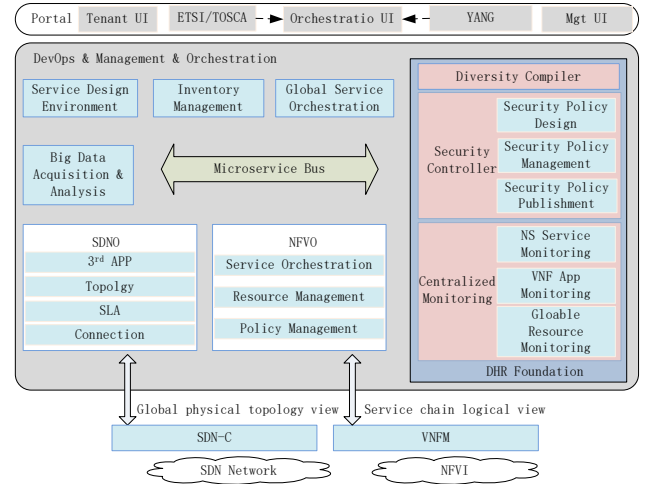 Portal Tenant UI ETSI/TOSCA Orchestratio UI YANG Mgt UI
DevOps & Management & Orchestration
Service Design
Environment
Inventory
Management
Global Service
Orchestration
Big Data
Acquisition &
Analysis
Microservice Bus
SDNO
3rd APP
Topolgy
SLA
Connection
NFVO
Service Orchestration
Resource Management
Policy Management
Diversity Compiler
Security
Controller
Security Policy
Design
Security Policy
Management
Security Policy
Publishment
Centralized
Monitoring
NS Service
Monitoring
VNF App
Monitoring
Gloable
Resource
Monitoring
DHR Foundation
Global physical topology view
Service chain logical view
SDN-C
VNFM
SDN Network
NFVI